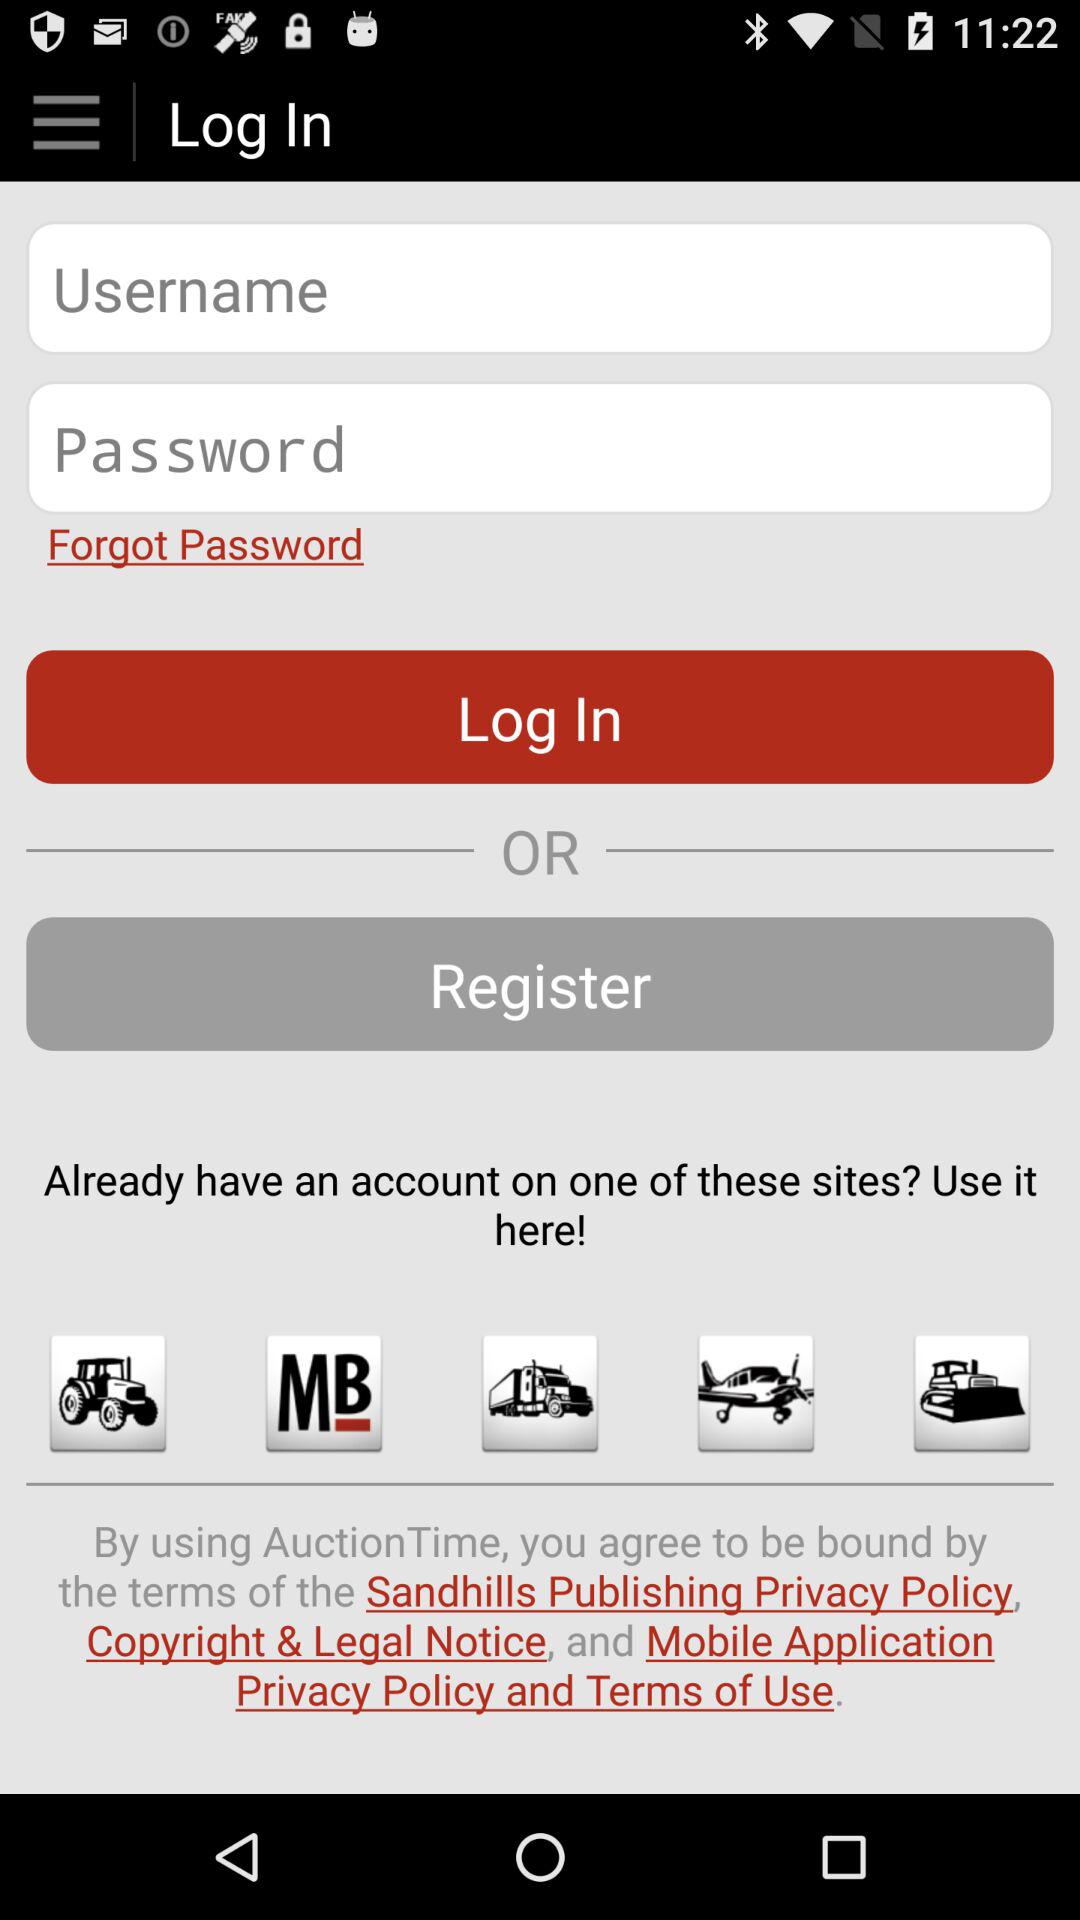 FAKE
11:22
Log In
Username
Password
Forgot Password
Log In
OR
Register
Already have an account on one of these sites? Use it
here!
MB
By using AuctionTime, you agree to be bound by
the terms of the Sandhills Publishing Privacy Policy,
Copyright & Legal Notice, and Mobile Application
Privacy Policy and Terms of Use.